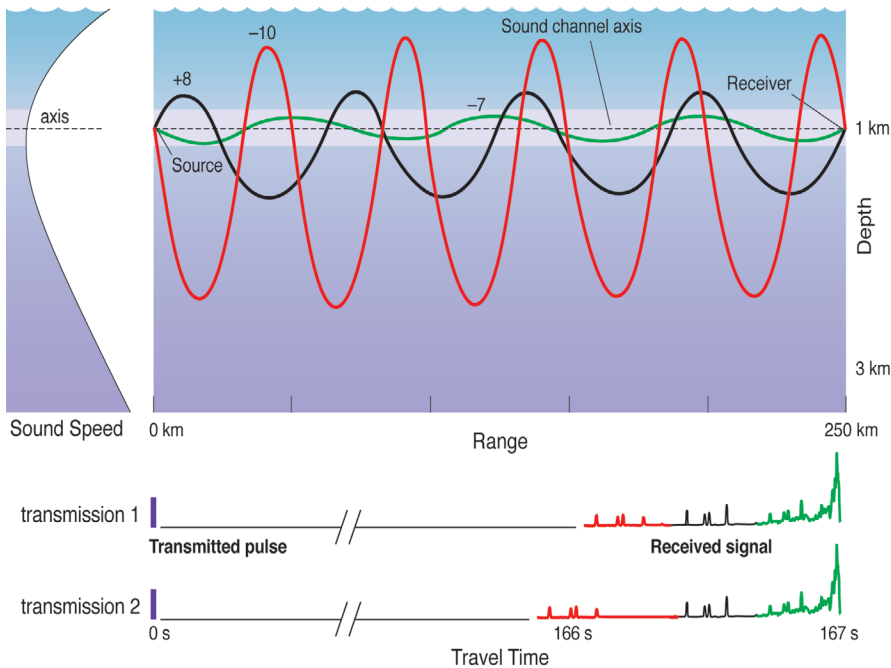 −10
Sound channel axis
+8
−7
Receiver
axis
1 km
Source
Depth
3 km
Sound Speed
0 km
Range
250 km
transmission 1
Transmitted pulse
Received signal
transmission 2
0 s
166 s
167 s
Travel Time